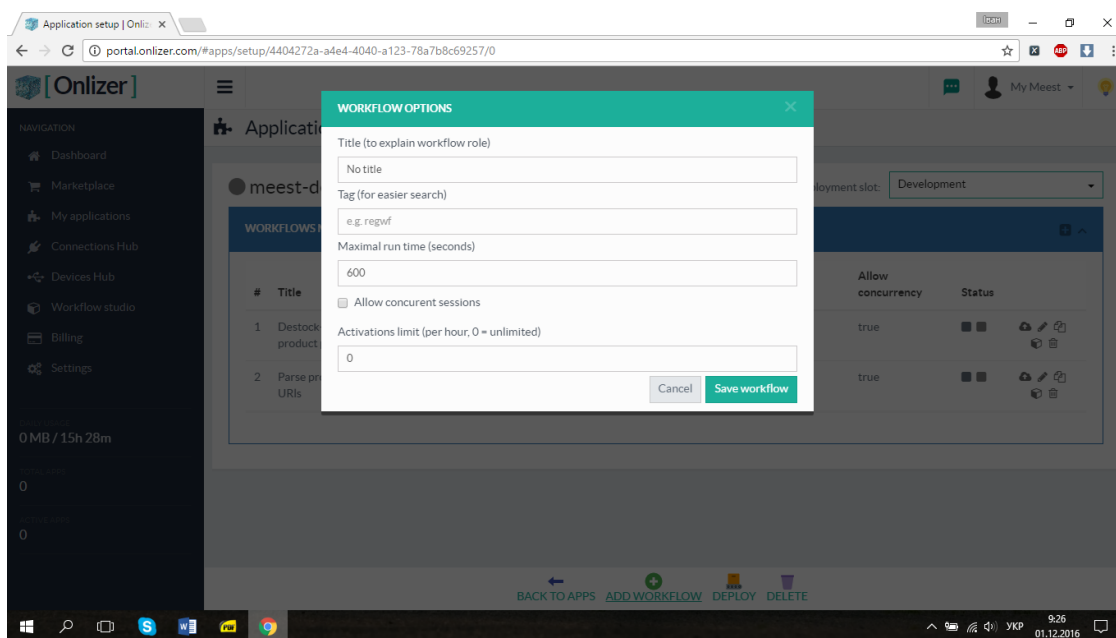 Application setup | Onliz
Іван
portal.onlizer.com/#apps/setup/4404272a-a4e4-4040-a123-78a7b8c69257/0
ABP
[ Onlizer ]
My Meest
NAVIGATION
Dashboard
Marketplace
My applications
Connections Hub
Devices Hub
Workflow studio
Billing
Settings
0 MB / 15h 28m
0
0
Applicati
meest-d
loyment slot:
Development
WORKFLOWS M
# Title
Allow concurrency
Status
1 Destock
product
true
2 Parse pr
URIs
true
WORKFLOW OPTIONS
Title (to explain workflow role)
No title
Tag (for easier search)
e.g. regwf
Maximal run time (seconds)
600
Allow concurent sessions
Activations limit (per hour, 0 = unlimited)
0
Cancel
Save workflow
BACK TO APPS
ADD WORKFLOW
DEPLOY
DELETE
PDF
УКР
9:26
01.12.2016